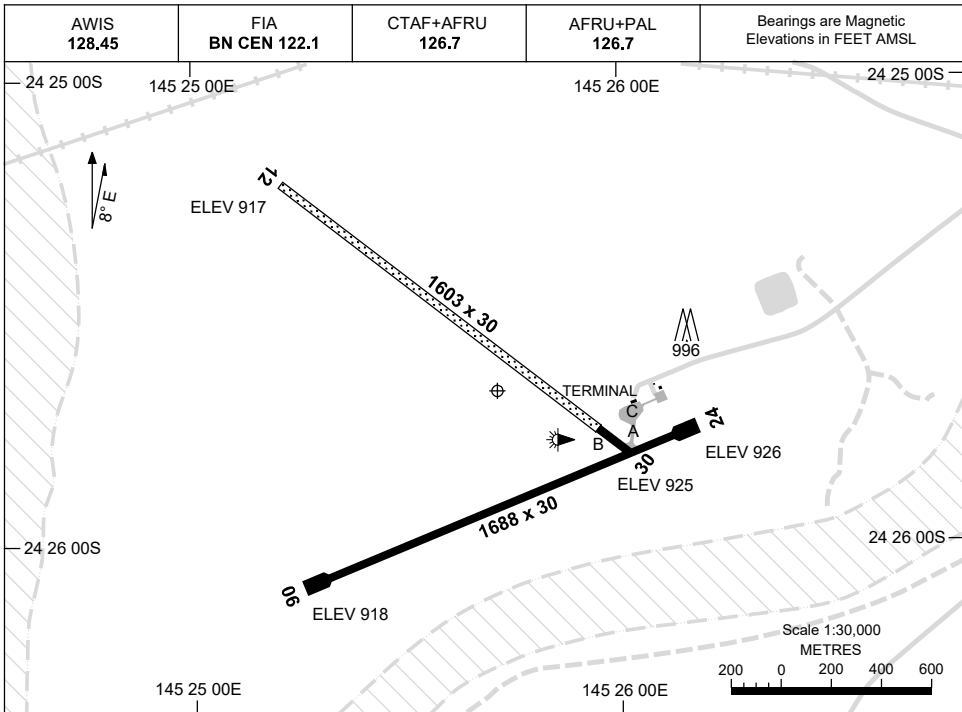 AWIS
128.45
FIA
BN CEN 122.1
CTAF+AFRU
126.7
AFRU+PAL
126.7
Bearings are Magnetic
Elevations in FEET AMSL
24 25 00S
145 25 00E
145 26 00E
24 25 00S
8° E
12
ELEV 917
1603 x 30
996
TERMINAL
C
A
B
24
30
ELEV 926
ELEV 925
1688 x 30
24 26 00S
24 26 00S
06
ELEV 918
Scale 1:30,000
METRES
200 0 200 400 600
145 25 00E
145 26 00E